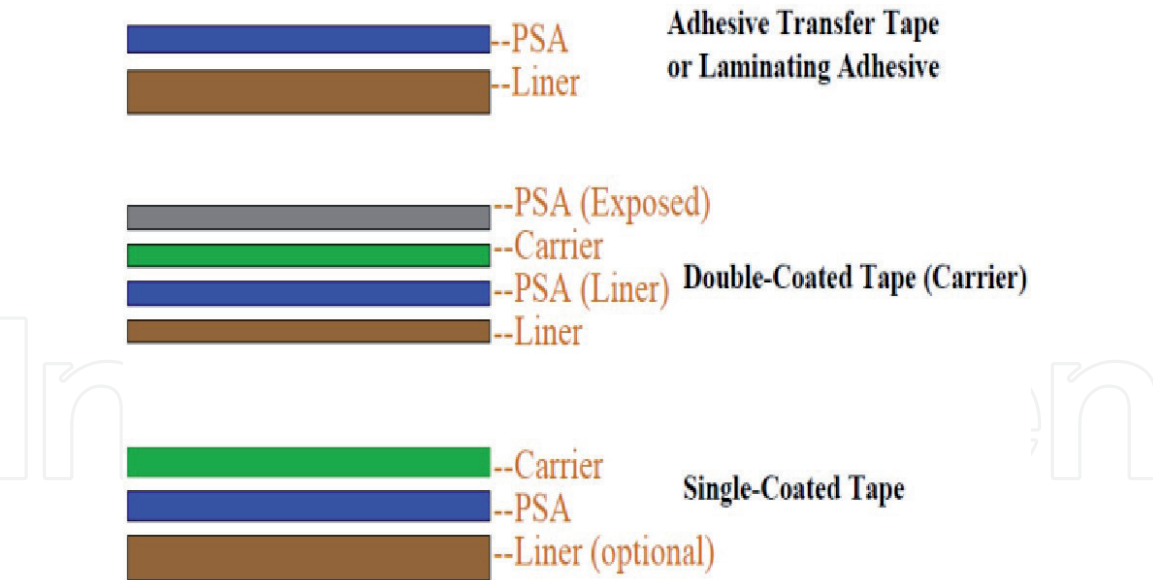 --PSA
--Liner
Adhesive Transfer Tape
or Laminating Adhesive
--PSA (Exposed)
--Carrier
--PSA (Liner)
--Liner
Double-Coated Tape (Carrier)
--Carrier
--PSA
--Liner (optional)
Single-Coated Tape